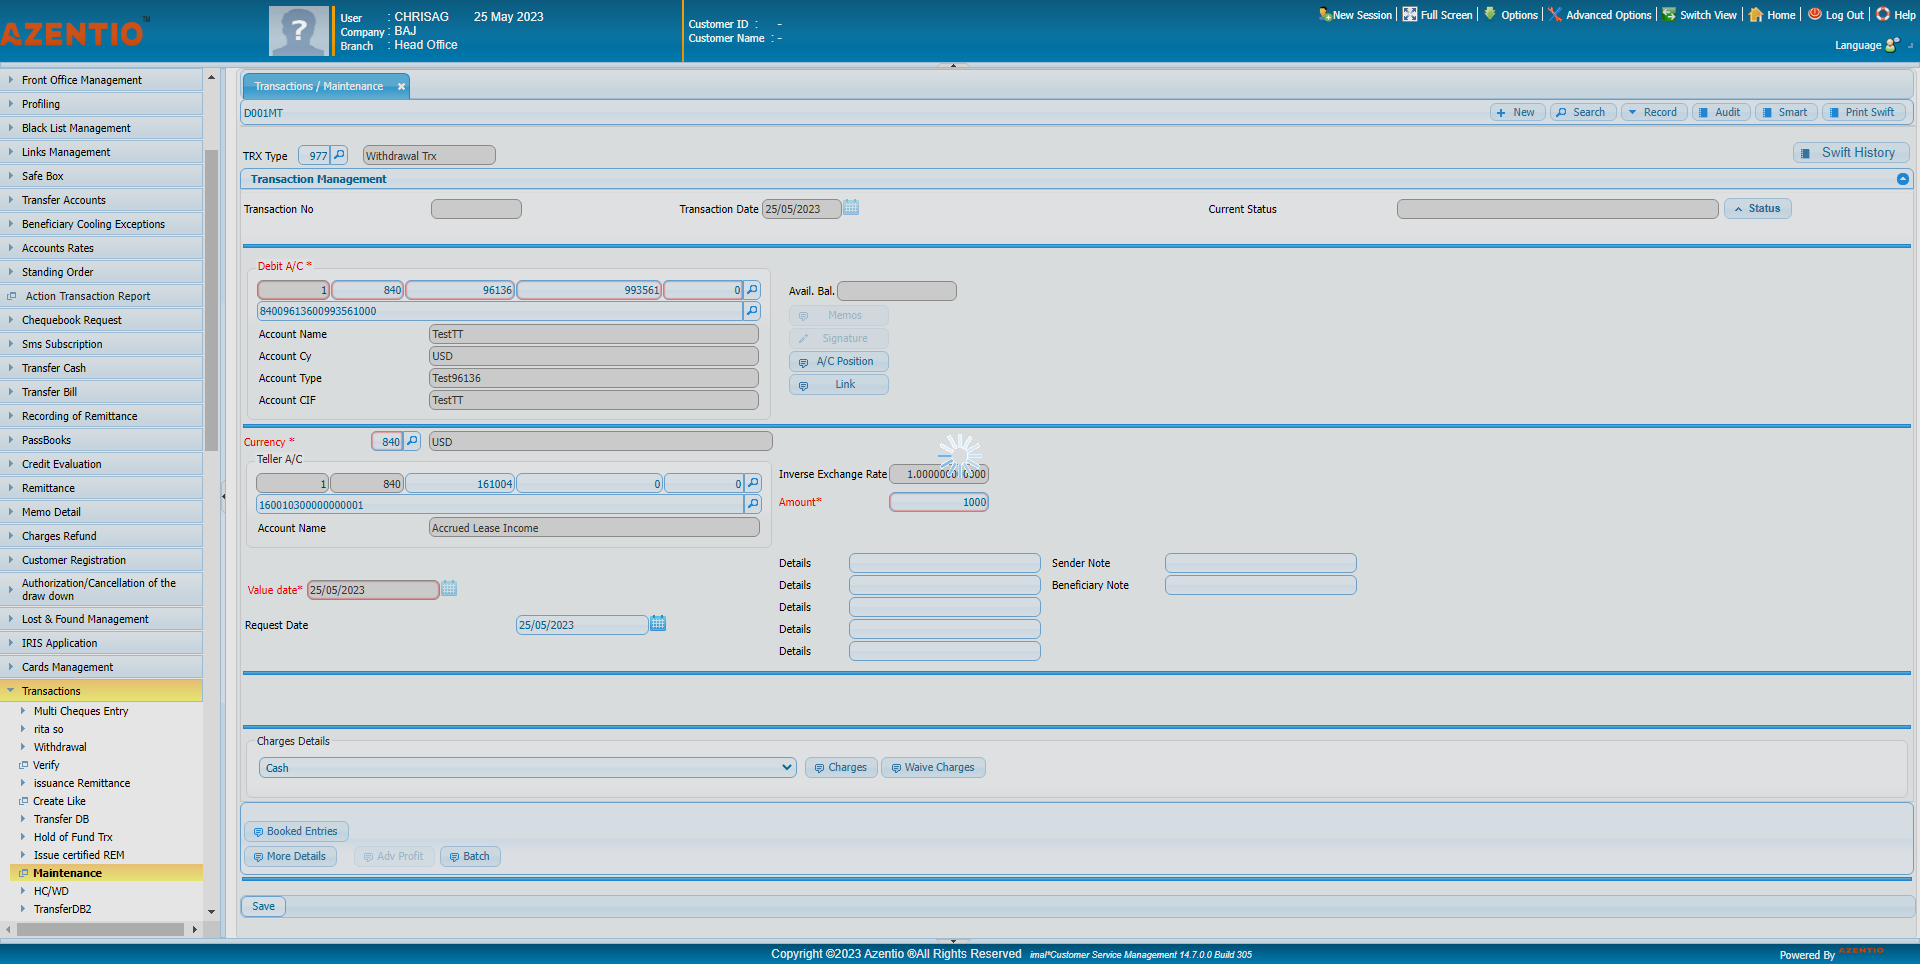 AZENTIO™
User : CHRISAG 25 May 2023
Company : BAJ
Branch : Head Office
Customer ID : -
Customer Name : -
New Session Full Screen Options Advanced Options Switch View Home Log Out Help
Language
Front Office Management
Profiling
Black List Management
Links Management
Safe Box
Transfer Accounts
Beneficiary Cooling Exceptions
Accounts Rates
Standing Order
Action Transaction Report
Chequebook Request
Sms Subscription
Transfer Cash
Transfer Bill
Recording of Remittance
PassBooks
Credit Evaluation
Remittance
Memo Detail
Charges Refund
Customer Registration
Authorization/Cancellation of the
draw down
Lost & Found Management
IRIS Application
Cards Management
Transactions
Multi Cheques Entry
rita so
Withdrawal
Verify
issuance Remittance
Create Like
Transfer DB
Hold of Fund Trx
Issue certified REM
Maintenance
HC/WD
TransferDB2
Transactions / Maintenance
D001MT
New Search Record Audit Smart Print Swift
TRX Type 977 Withdrawal Trx
Swift History
Transaction Management
Transaction No Transaction Date 25/05/2023 Current Status Status
Debit A/C *
1 840 96136 993561 0
84009613600993561000
Account Name TestTT
Account Cy USD
Account Type Test96136
Account CIF TestTT
Avail. Bal.
Memos
Signature
A/C Position
Link
Currency * 840 USD
Teller A/C
1 840 161004 0 0
160010300000000001
Account Name Accrued Lease Income
Inverse Exchange Rate 1.000000000000
Amount* 1000
Value date* 25/05/2023
Request Date 25/05/2023
Details Sender Note
Details Beneficiary Note
Details
Details
Details
Charges Details
Cash Charges Waive Charges
Booked Entries
More Details Adv Profit Batch
Save
Copyright ©2023 Azentio ®All Rights Reserved imal®Customer Service Management 14.7.0.0 Build 305
Powered By AZENTIO